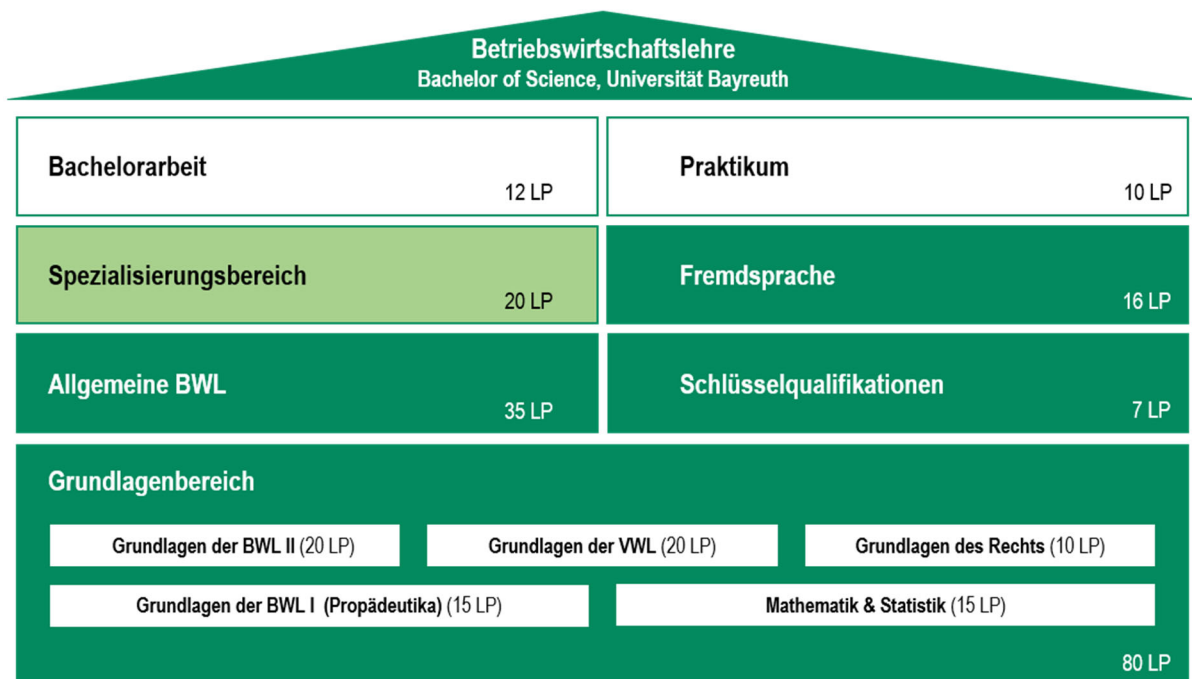 Betriebswirtschaftslehre
Bachelor of Science, Universität Bayreuth
Bachelorarbeit
12 LP
Praktikum
10 LP
Spezialisierungsbereich
20 LP
Fremdsprache
16 LP
Allgemeine BWL
35 LP
Schlüsselqualifikationen
7 LP
Grundlagenbereich
Grundlagen der BWL II (20 LP)
Grundlagen der VWL (20 LP)
Grundlagen des Rechts (10 LP)
Grundlagen der BWL I (Propädeutika) (15 LP)
Mathematik & Statistik (15 LP)
80 LP